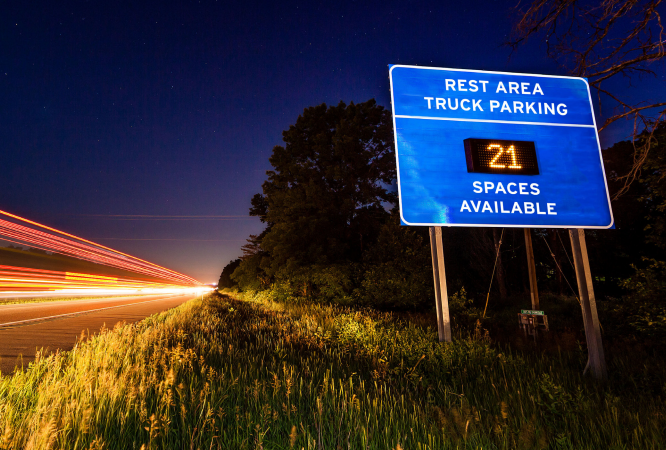 REST AREA
TRUCK PARKING
21
SPACES
AVAILABLE